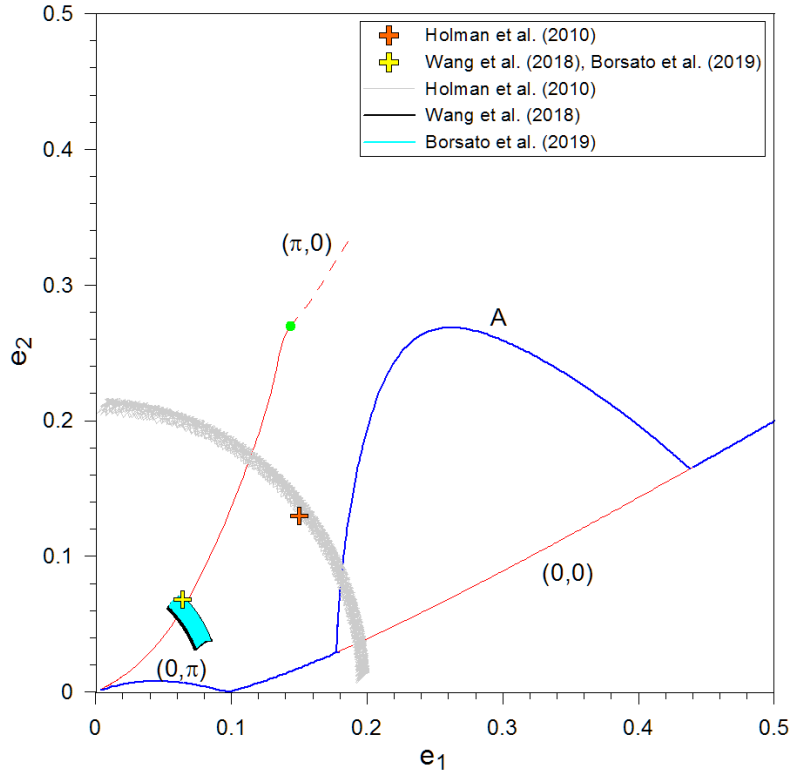 0.5
Holman et al. (2010)
Wang et al. (2018), Borsato et al. (2019)
Holman et al. (2010)
Wang et al. (2018)
Borsato et al. (2019)
0.4
(π,0)
0.3
A
e2
0.2
0.1
(0,0)
(0,π)
0
0 0.1 0.2 0.3 0.4 0.5
e1